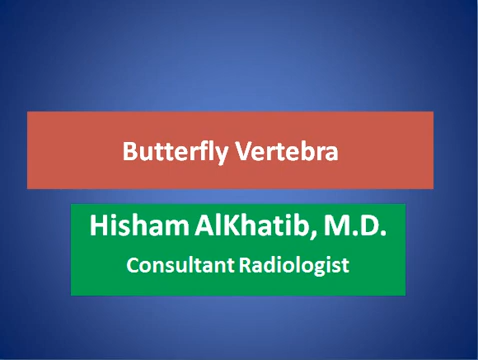 Butterfly Vertebra
Hisham AlKhatib, M.D.
Consultant Radiologist